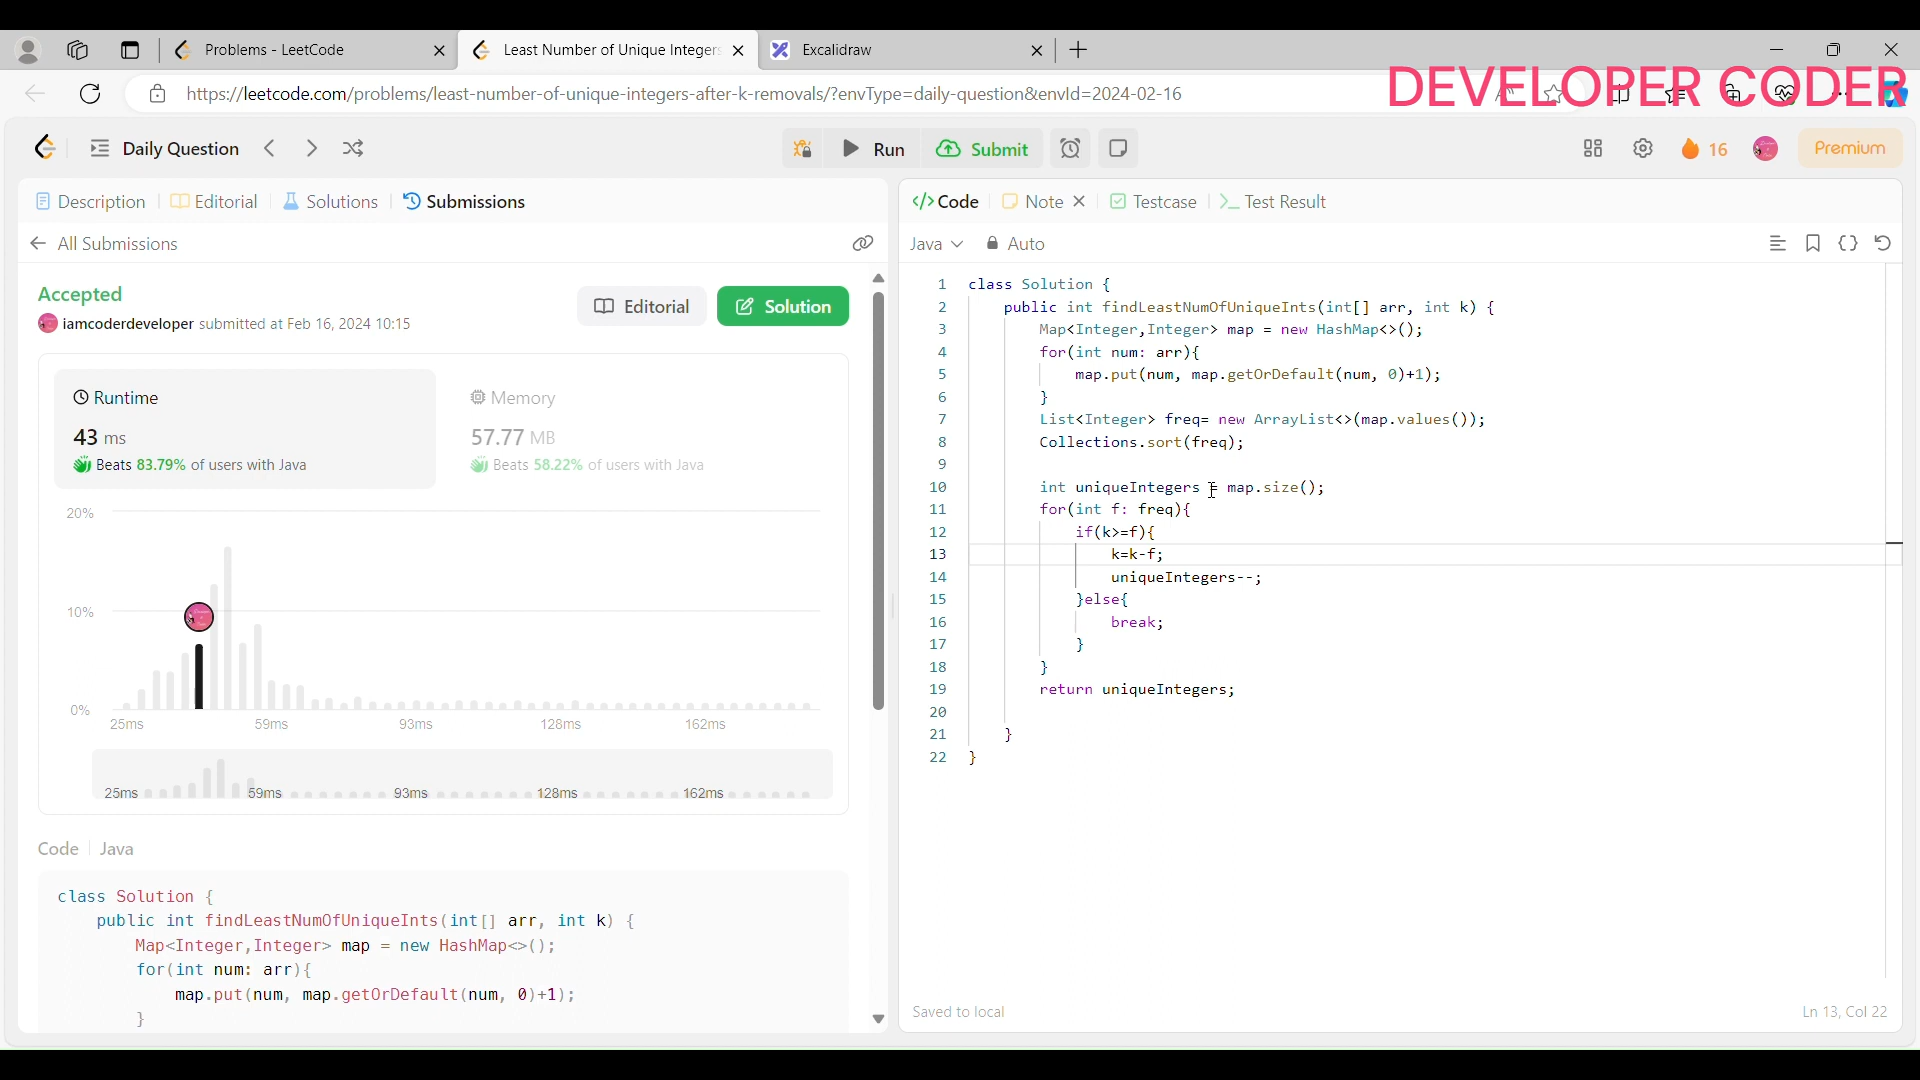 Problems - LeetCode
Least Number of Unique Integers
Excalidraw
https://leetcode.com/problems/least-number-of-unique-integers-after-k-removals/?envType=daily-question&envId=2024-02-16
DEVELOPER CODER
Daily Question
Run
Submit
16
Premium
Description
Editorial
Solutions
Submissions
</> Code
Note
Testcase
Test Result
All Submissions
Java
Auto
Accepted
iamcoderdeveloper submitted at Feb 16, 2024 10:15
Editorial
Solution
Runtime
43 ms
Beats 83.79% of users with Java
Memory
57.77 MB
Beats 58.22% of users with Java
20%
10%
0%
25ms 59ms 93ms 128ms 162ms
25ms 59ms 93ms 128ms 162ms
Code | Java
class Solution {
public int findLeastNumOfUniqueInts(int[] arr, int k) {
Map<Integer,Integer> map = new HashMap<>();
for(int num: arr){
map.put(num, map.getOrDefault(num, 0)+1);
}
1 class Solution {
2 public int findLeastNumOfUniqueInts(int[] arr, int k) {
3 Map<Integer,Integer> map = new HashMap<>();
4 for(int num: arr){
5 map.put(num, map.getOrDefault(num, 0)+1);
6 }
7 List<Integer> freq= new ArrayList<>(map.values());
8 Collections.sort(freq);
9
10 int uniqueIntegers = map.size();
11 for(int f: freq){
12 if(k>=f){
13 k=k-f;
14 uniqueIntegers--;
15 }else{
16 break;
17 }
18 }
19 return uniqueIntegers;
20
21 }
22 }
Saved to local
Ln 13, Col 22